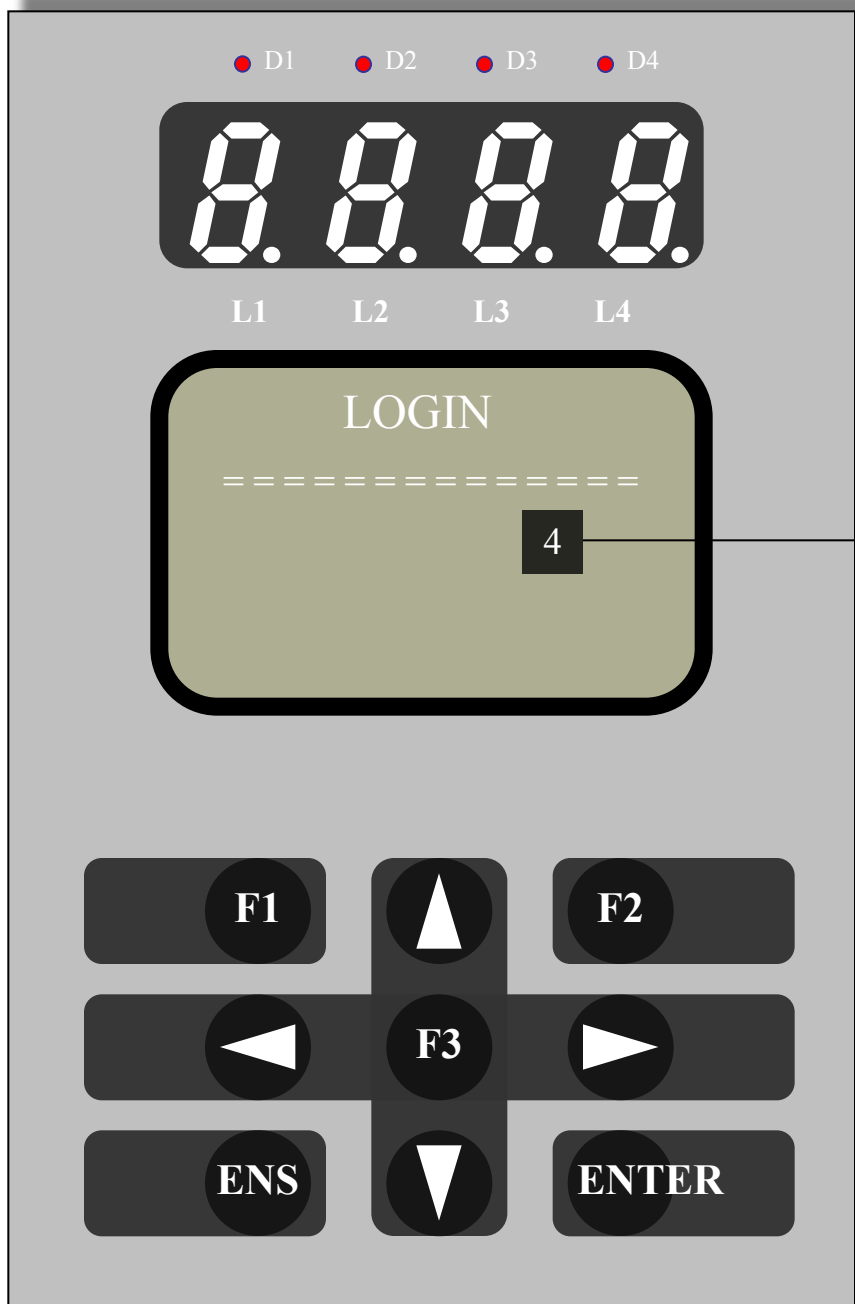 D1 D2 D3 D4
8.8.8.8.
L1 L2 L3 L4
LOGIN
==============
4
F1 F2
F3
ENS ENTER